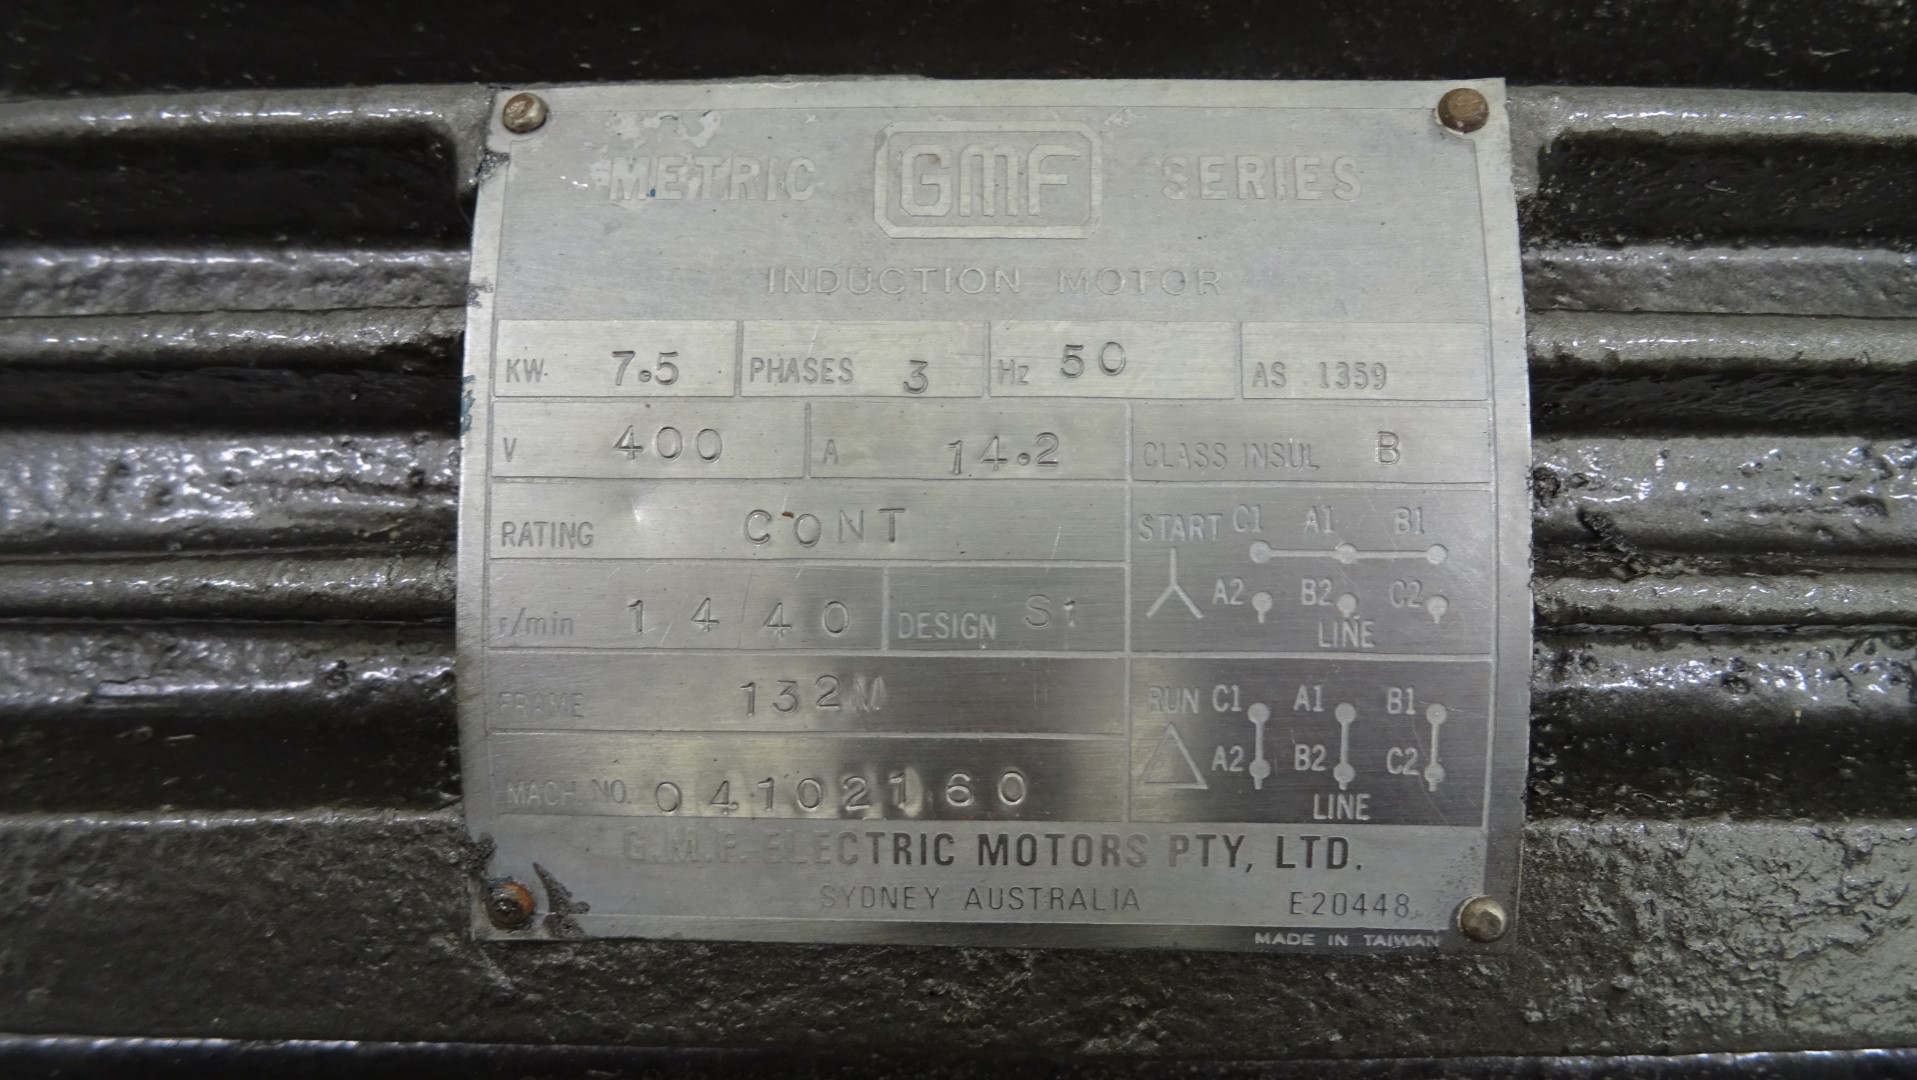 METRIC GMF SERIES
INDUCTION MOTOR
KW. 7.5 PHASES 3 Hz 50 AS 1359
V 400 A 14.2 CLASS INSUL B
RATING CONT
START C1 A1 B1
A2 B2 C2
LINE
r/min 1440 DESIGN S1
FRAME 132M
RUN C1 A1 B1
A2 B2 C2
LINE
MACH. NO. 04102160
G.M.F. ELECTRIC MOTORS PTY, LTD.
SYDNEY AUSTRALIA E20448
MADE IN TAIWAN